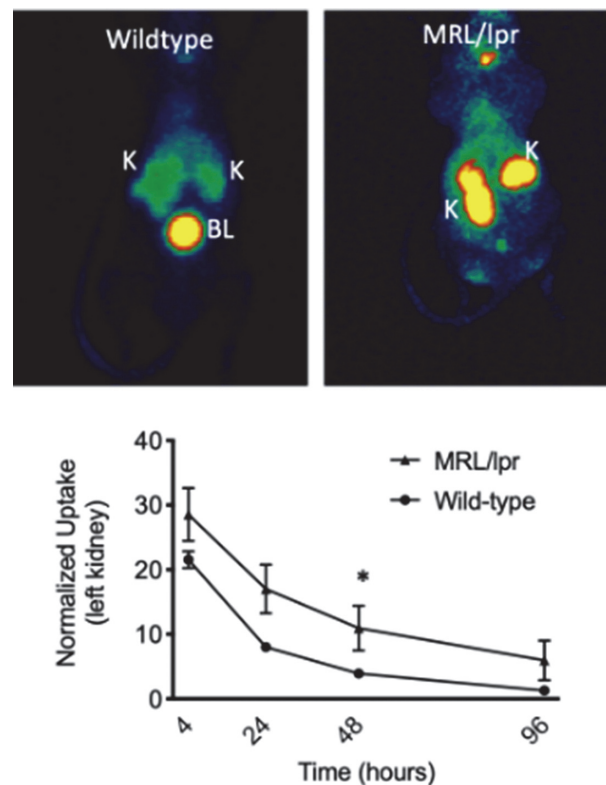 Wildtype
K
K
BL
MRL/lpr
K
K
40
30
20
10
0
Normalized Uptake
(left kidney)
MRL/lpr
Wild-type
*
4
24
48
96
Time (hours)